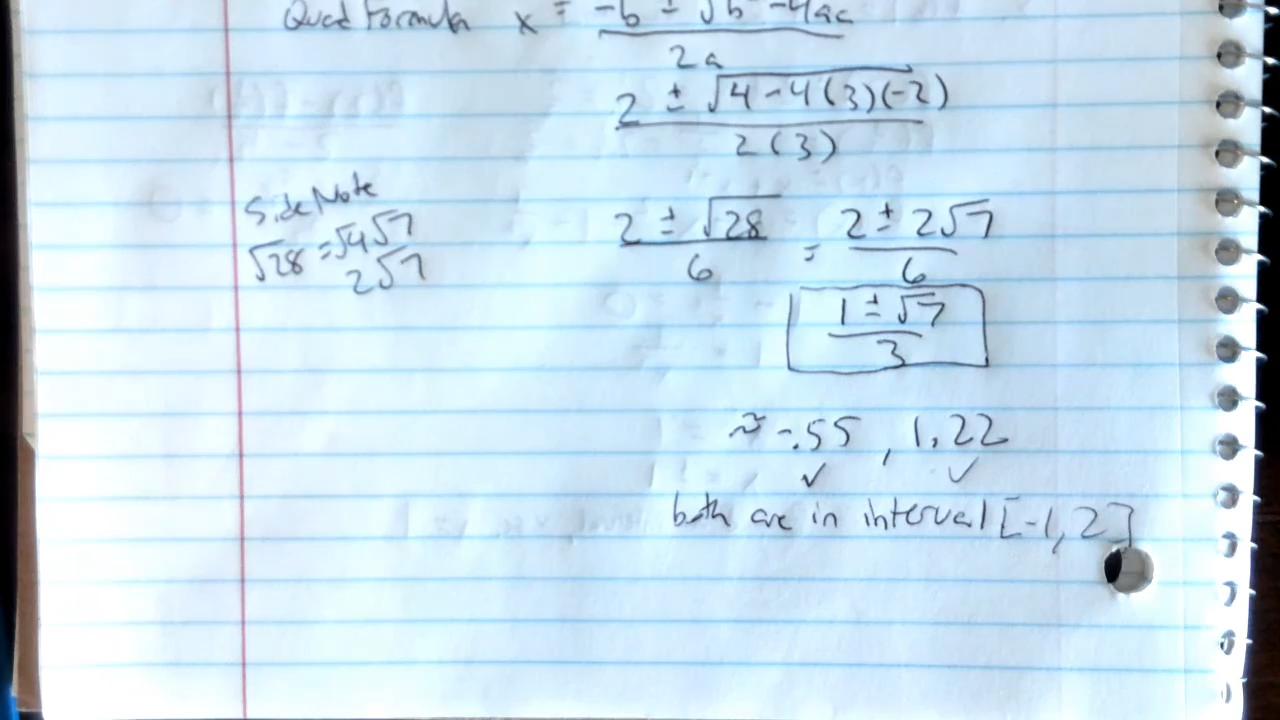 Quad Formula x = -b ± √b² -4ac
2a
2 ± √4-4(3)(-2)
2(3)
Side Note
√28 = √4√7
2√7
2 ± √28 = 2 ± 2√7
6 6
1 ± √7
3
≈ -.55 , 1.22
✓ ✓
both are in interval [-1,2]